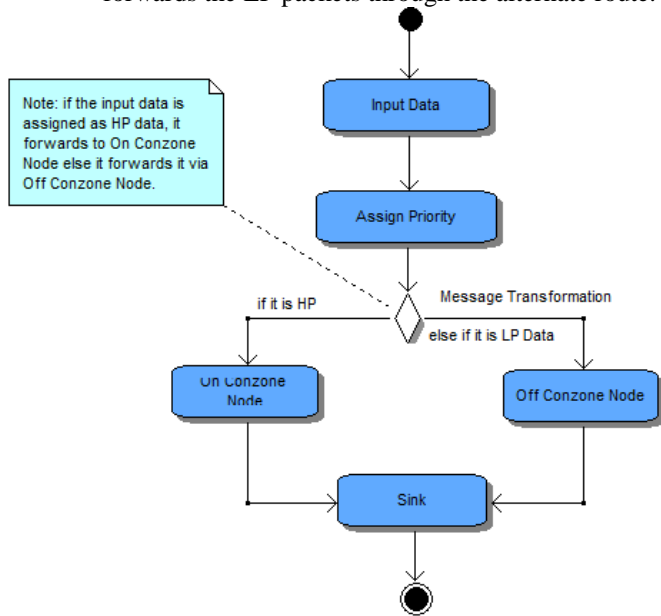 forwards the LP packets through the alternate route.
Input Data
Note: if the input data is
assigned as HP data, it
forwards to On Conzone
Node else it forwards it via
Off Conzone Node.
Assign Priority
Message Transformation
if it is HP
else if it is LP Data
On Conzone
Node
Off Conzone Node
Sink